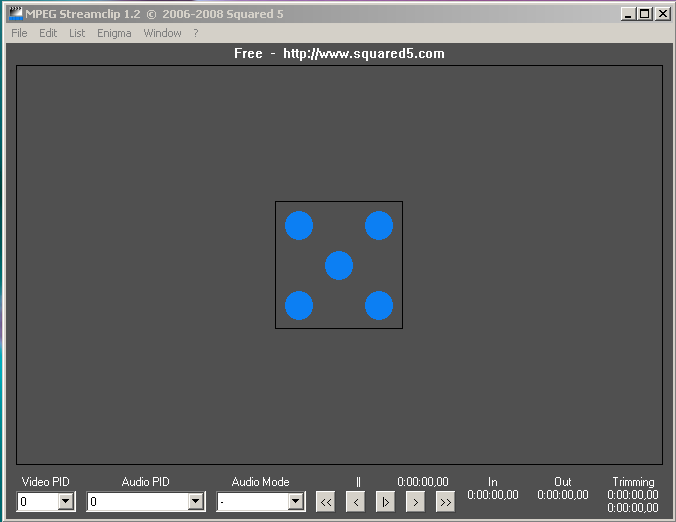 MPEG Streamclip 1.2 © 2006-2008 Squared 5
File Edit List Enigma Window ?
Free - http://www.squared5.com
Video PID Audio PID Audio Mode || 0:00:00,00 In Out Trimming
0 0 - << < |> > >> 0:00:00,00 0:00:00,00 0:00:00,00
0:00:00,00